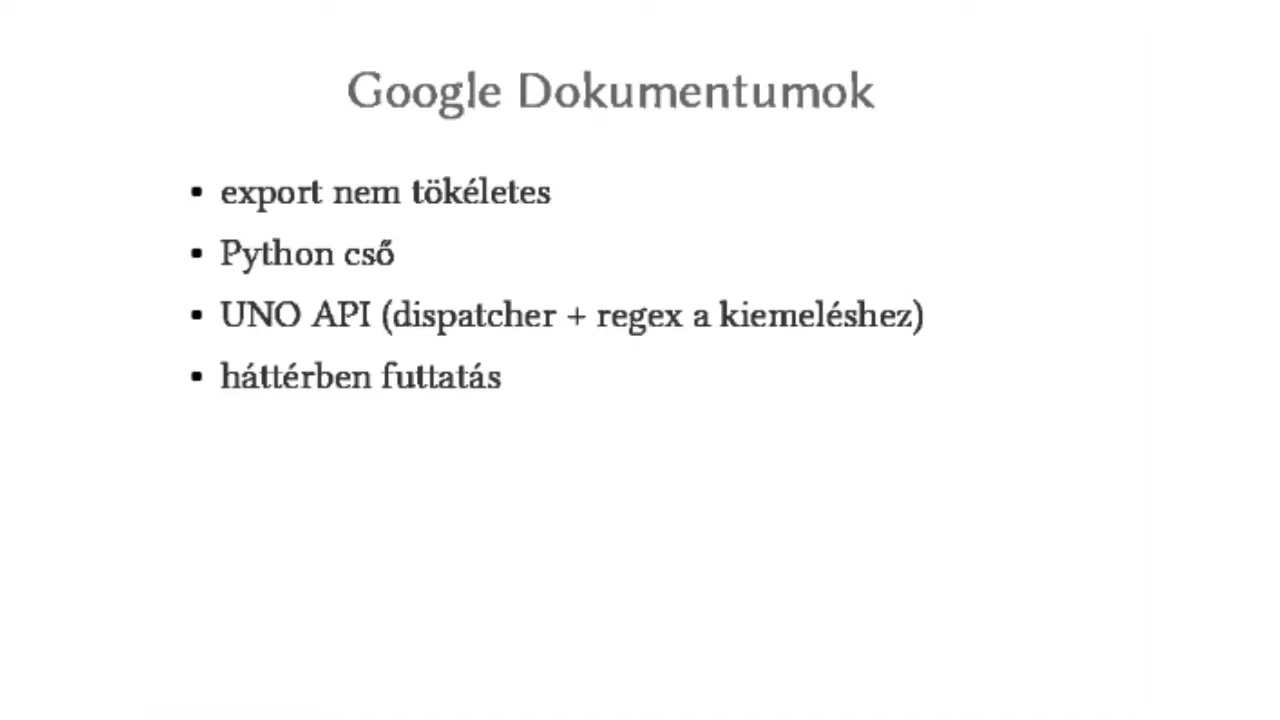 Google Dokumentumok
• export nem tökéletes
• Python cső
• UNO API (dispatcher + regex a kiemeléshez)
• háttérben futtatás